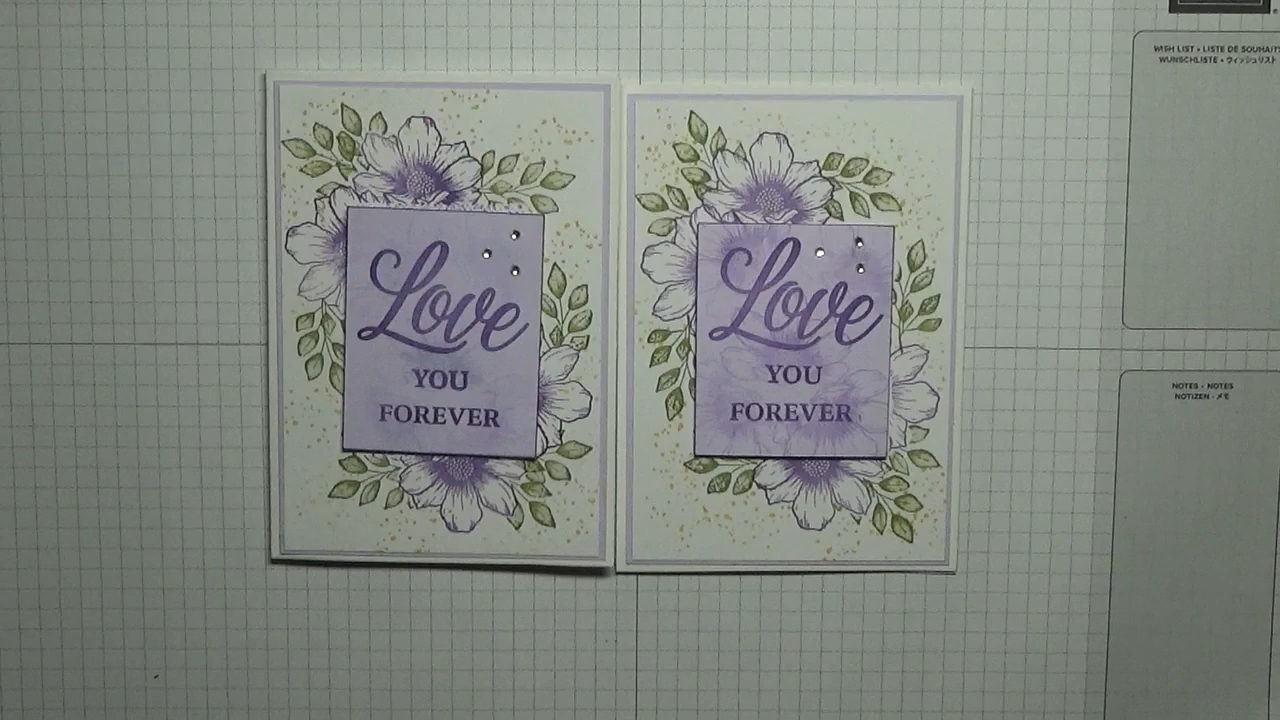 Love
YOU
FOREVER
Love
YOU
FOREVER
WISH LIST • LISTE DE SOUHAITS
WUNSCHLISTE • ウィッシュリスト
NOTES • NOTES
NOTIZEN • メモ